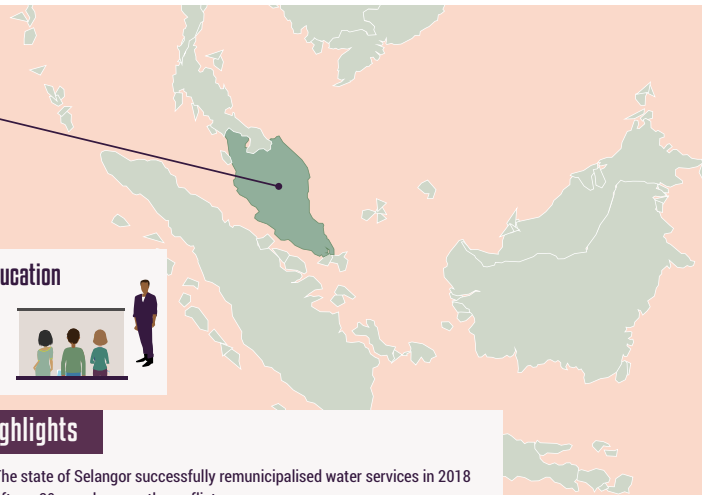 ucation
ghlights
The state of Selangor successfully remunicipalised water services in 2018